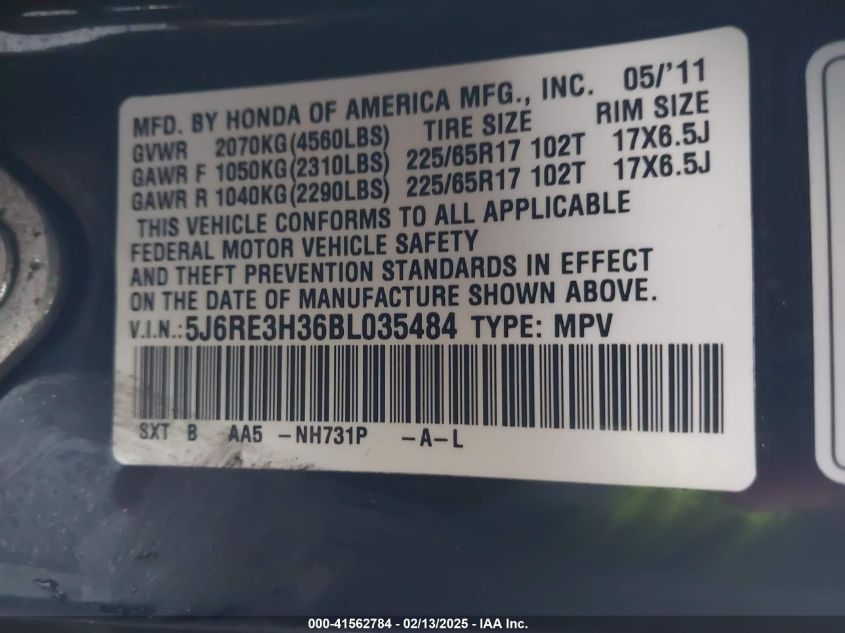 MFD. BY HONDA OF AMERICA MFG., INC. 05/'11
GVWR 2070KG(4560LBS) TIRE SIZE RIM SIZE
GAWR F 1050KG(2310LBS) 225/65R17 102T 17X6.5J
GAWR R 1040KG(2290LBS) 225/65R17 102T 17X6.5J
THIS VEHICLE CONFORMS TO ALL APPLICABLE
FEDERAL MOTOR VEHICLE SAFETY
AND THEFT PREVENTION STANDARDS IN EFFECT
ON THE DATE OF MANUFACTURE SHOWN ABOVE.
V.I.N.:5J6RE3H36BL035484 TYPE: MPV
SXT B AA5 -NH731P -A-L
000-41562784 - 02/13/2025 - IAA Inc.